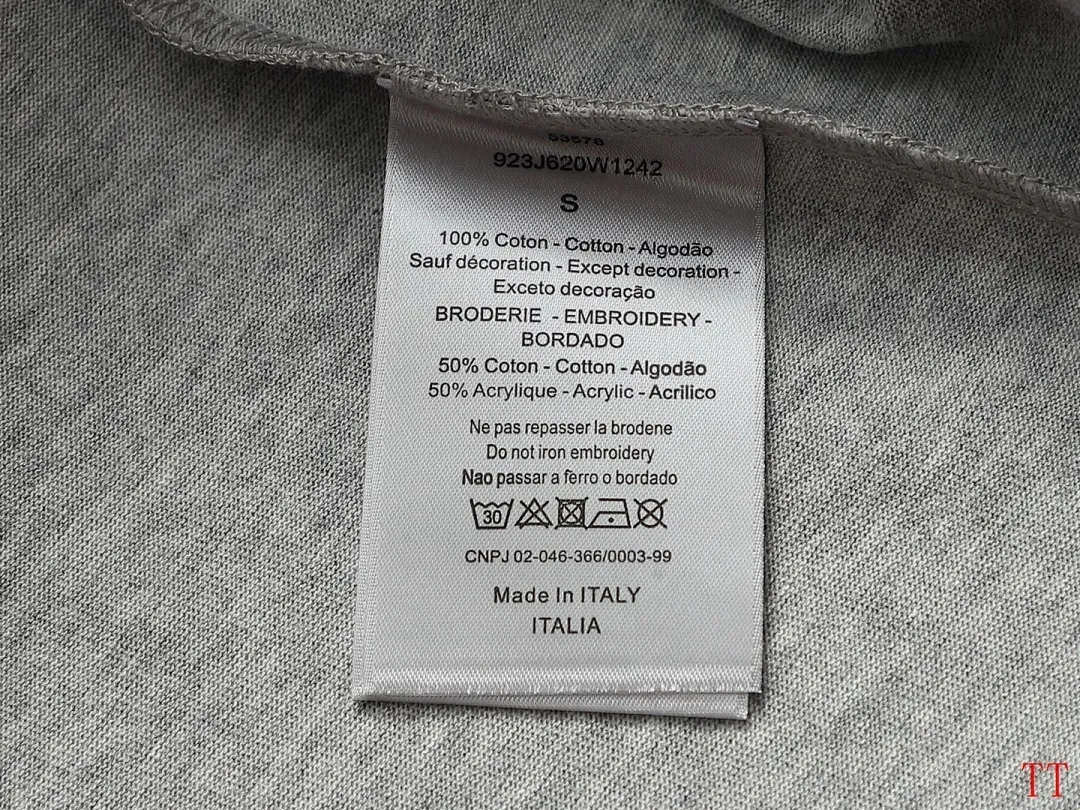 53578
923J620W1242
S
100% Coton - Cotton - Algodão
Sauf décoration - Except decoration -
Exceto decoração
BRODERIE - EMBROIDERY -
BORDADO
50% Coton - Cotton - Algodão
50% Acrylique - Acrylic - Acrilico
Ne pas repasser la brodene
Do not iron embroidery
Nao passar a ferro o bordado
30
CNPJ 02-046-366/0003-99
Made In ITALY
ITALIA
TT